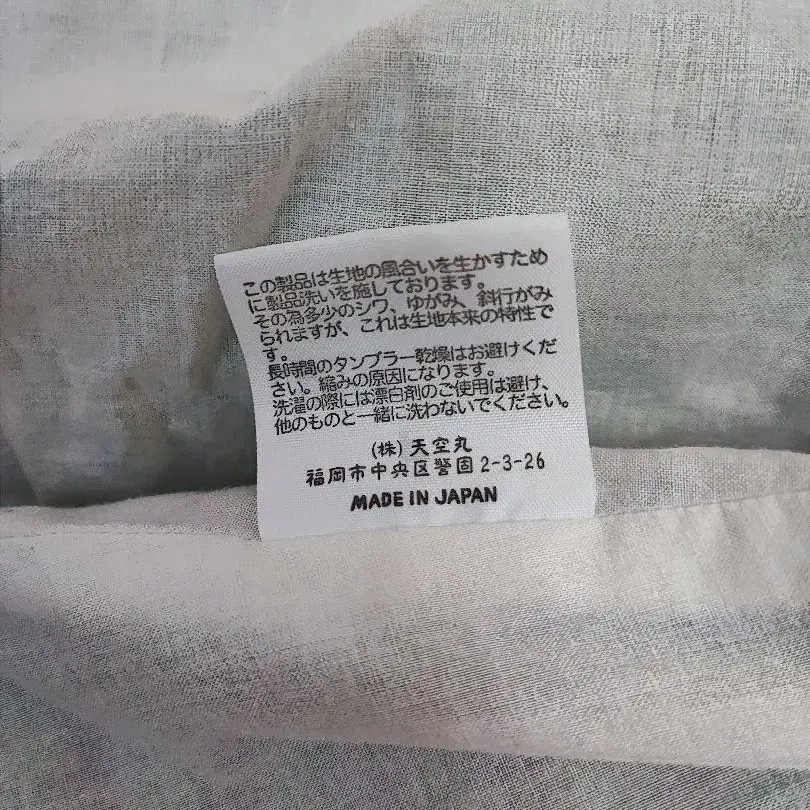 この製品は生地の風合いを生かすため
に製品洗いを施しております。
その為多少のシワ、ゆがみ、斜行がみ
られますが、これは生地本来の特性で
す。
長時間のタンブラー乾燥はお避けくだ
さい。縮みの原因になります。
洗濯の際には漂白剤のご使用は避け、
他のものと一緒に洗わないでください。
(株) 天空丸
福岡市中央区警固 2-3-26
MADE IN JAPAN